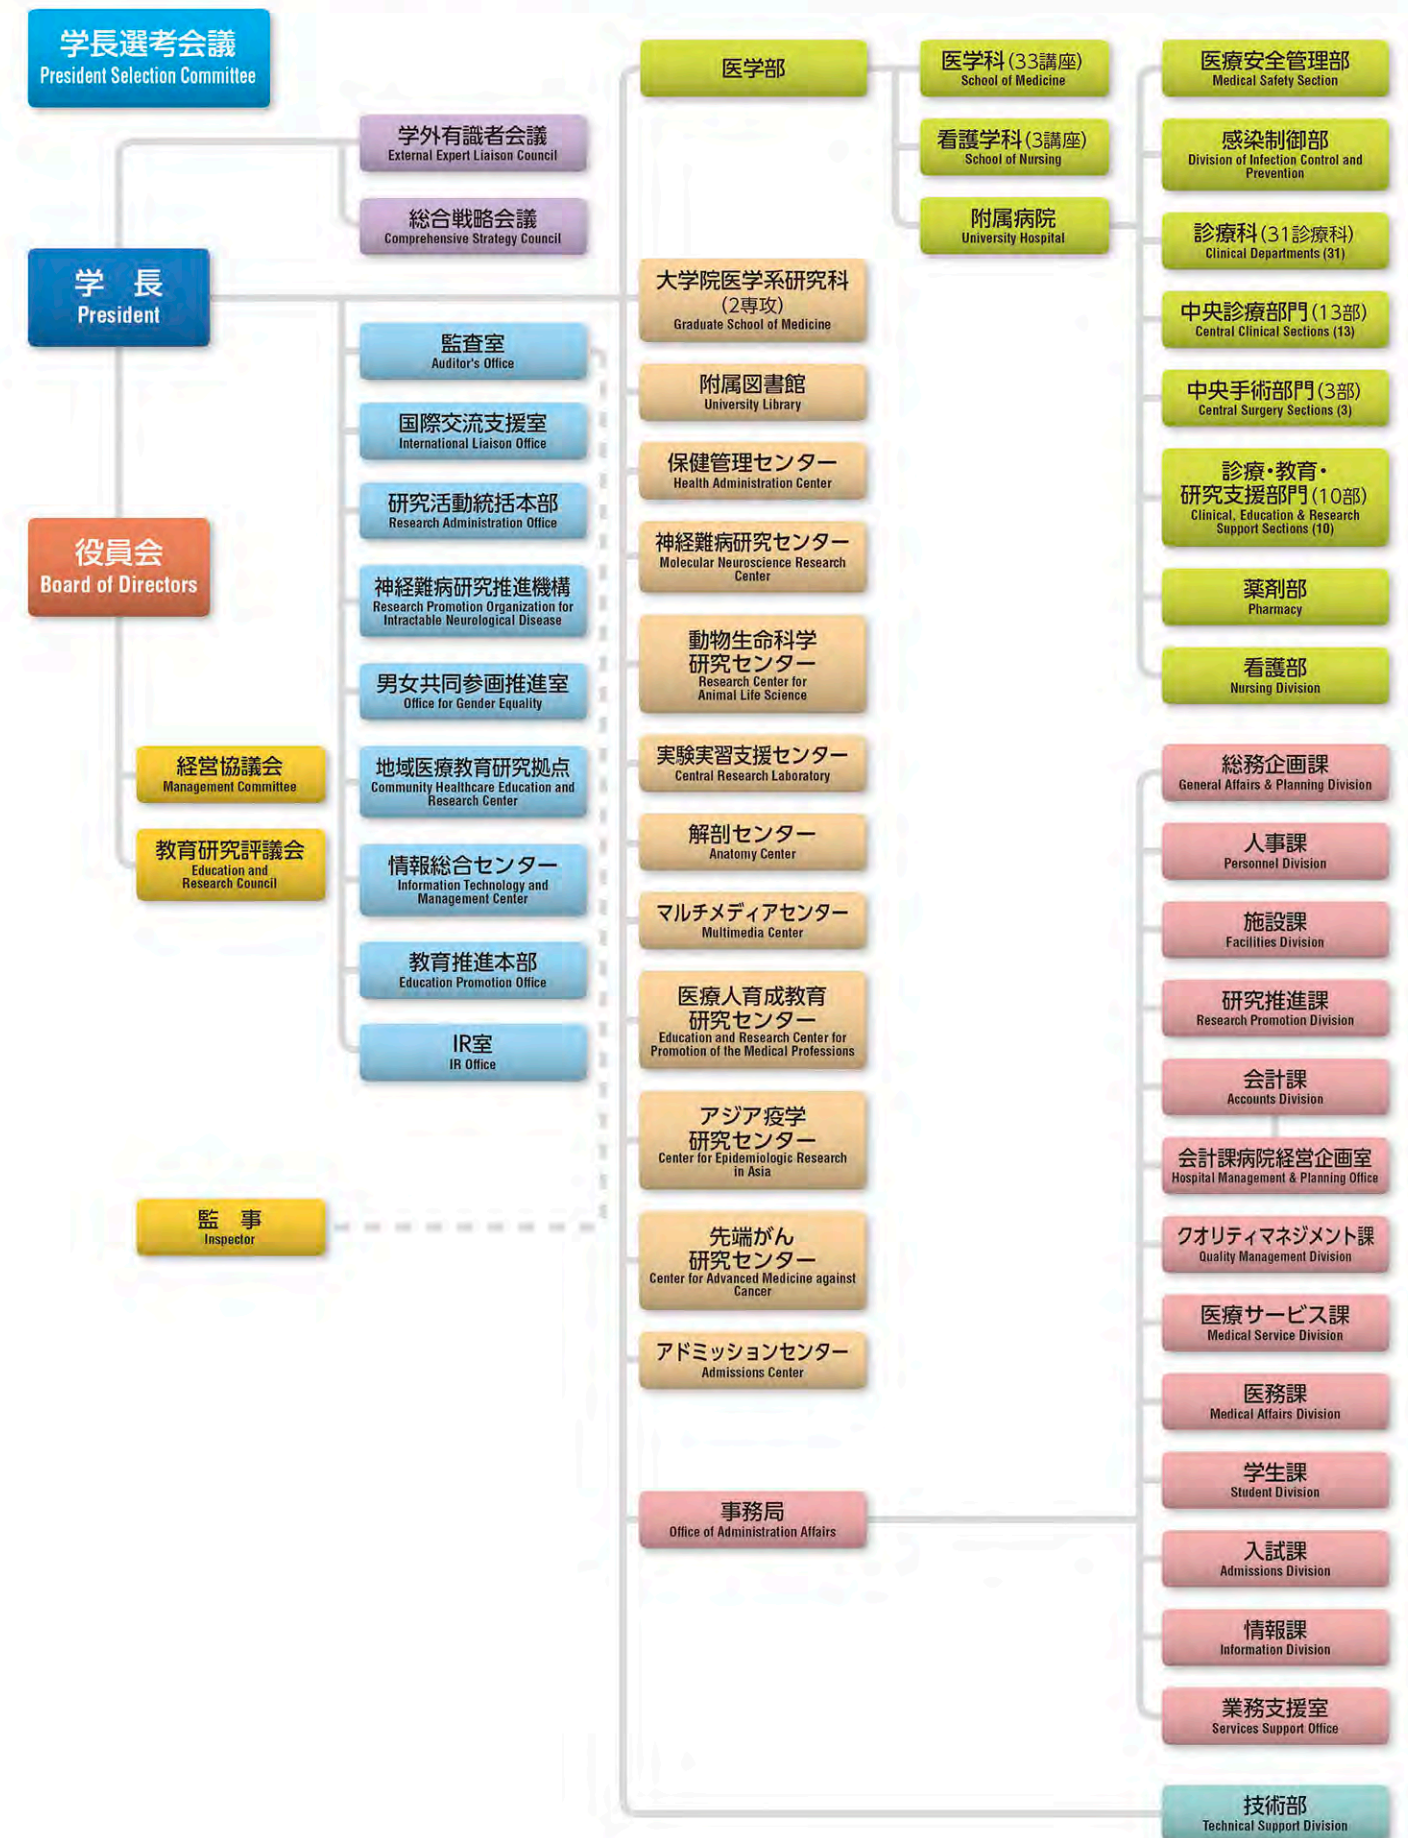 学長選考会議
President Selection Committee
学外有識者会議
External Expert Liaison Council
総合戦略会議
Comprehensive Strategy Council
学 長
President
役員会
Board of Directors
経営協議会
Management Committee
教育研究評議会
Education and
Research Council
監 事
Inspector
監査室
Auditor's Office
国際交流支援室
International Liaison Office
研究活動統括本部
Research Administration Office
神経難病研究推進機構
Research Promotion Organization for
Intractable Neurological Disease
男女共同参画推進室
Office for Gender Equality
地域医療教育研究拠点
Community Healthcare Education and
Research Center
情報総合センター
Information Technology and
Management Center
教育推進本部
Education Promotion Office
IR室
IR Office
医学部
大学院医学系研究科
(2専攻)
Graduate School of Medicine
附属図書館
University Library
保健管理センター
Health Administration Center
神経難病研究センター
Molecular Neuroscience Research
Center
動物生命科学
研究センター
Research Center for
Animal Life Science
実験実習支援センター
Central Research Laboratory
解剖センター
Anatomy Center
マルチメディアセンター
Multimedia Center
医療人育成教育
研究センター
Education and Research Center for
Promotion of the Medical Professions
アジア疫学
研究センター
Center for Epidemiologic Research
in Asia
先端がん
研究センター
Center for Advanced Medicine against
Cancer
アドミッションセンター
Admissions Center
事務局
Office of Administration Affairs
医学科(33講座)
School of Medicine
看護学科(3講座)
School of Nursing
附属病院
University Hospital
医療安全管理部
Medical Safety Section
感染制御部
Division of Infection Control and
Prevention
診療科(31診療科)
Clinical Departments (31)
中央診療部門(13部)
Central Clinical Sections (13)
中央手術部門(3部)
Central Surgery Sections (3)
診療・教育・
研究支援部門(10部)
Clinical, Education & Research
Support Sections (10)
薬剤部
Pharmacy
看護部
Nursing Division
総務企画課
General Affairs & Planning Division
人事課
Personnel Division
施設課
Facilities Division
研究推進課
Research Promotion Division
会計課
Accounts Division
会計課病院経営企画室
Hospital Management & Planning Office
クオリティマネジメント課
Quality Management Division
医療サービス課
Medical Service Division
医務課
Medical Affairs Division
学生課
Student Division
入試課
Admissions Division
情報課
Information Division
業務支援室
Services Support Office
技術部
Technical Support Division